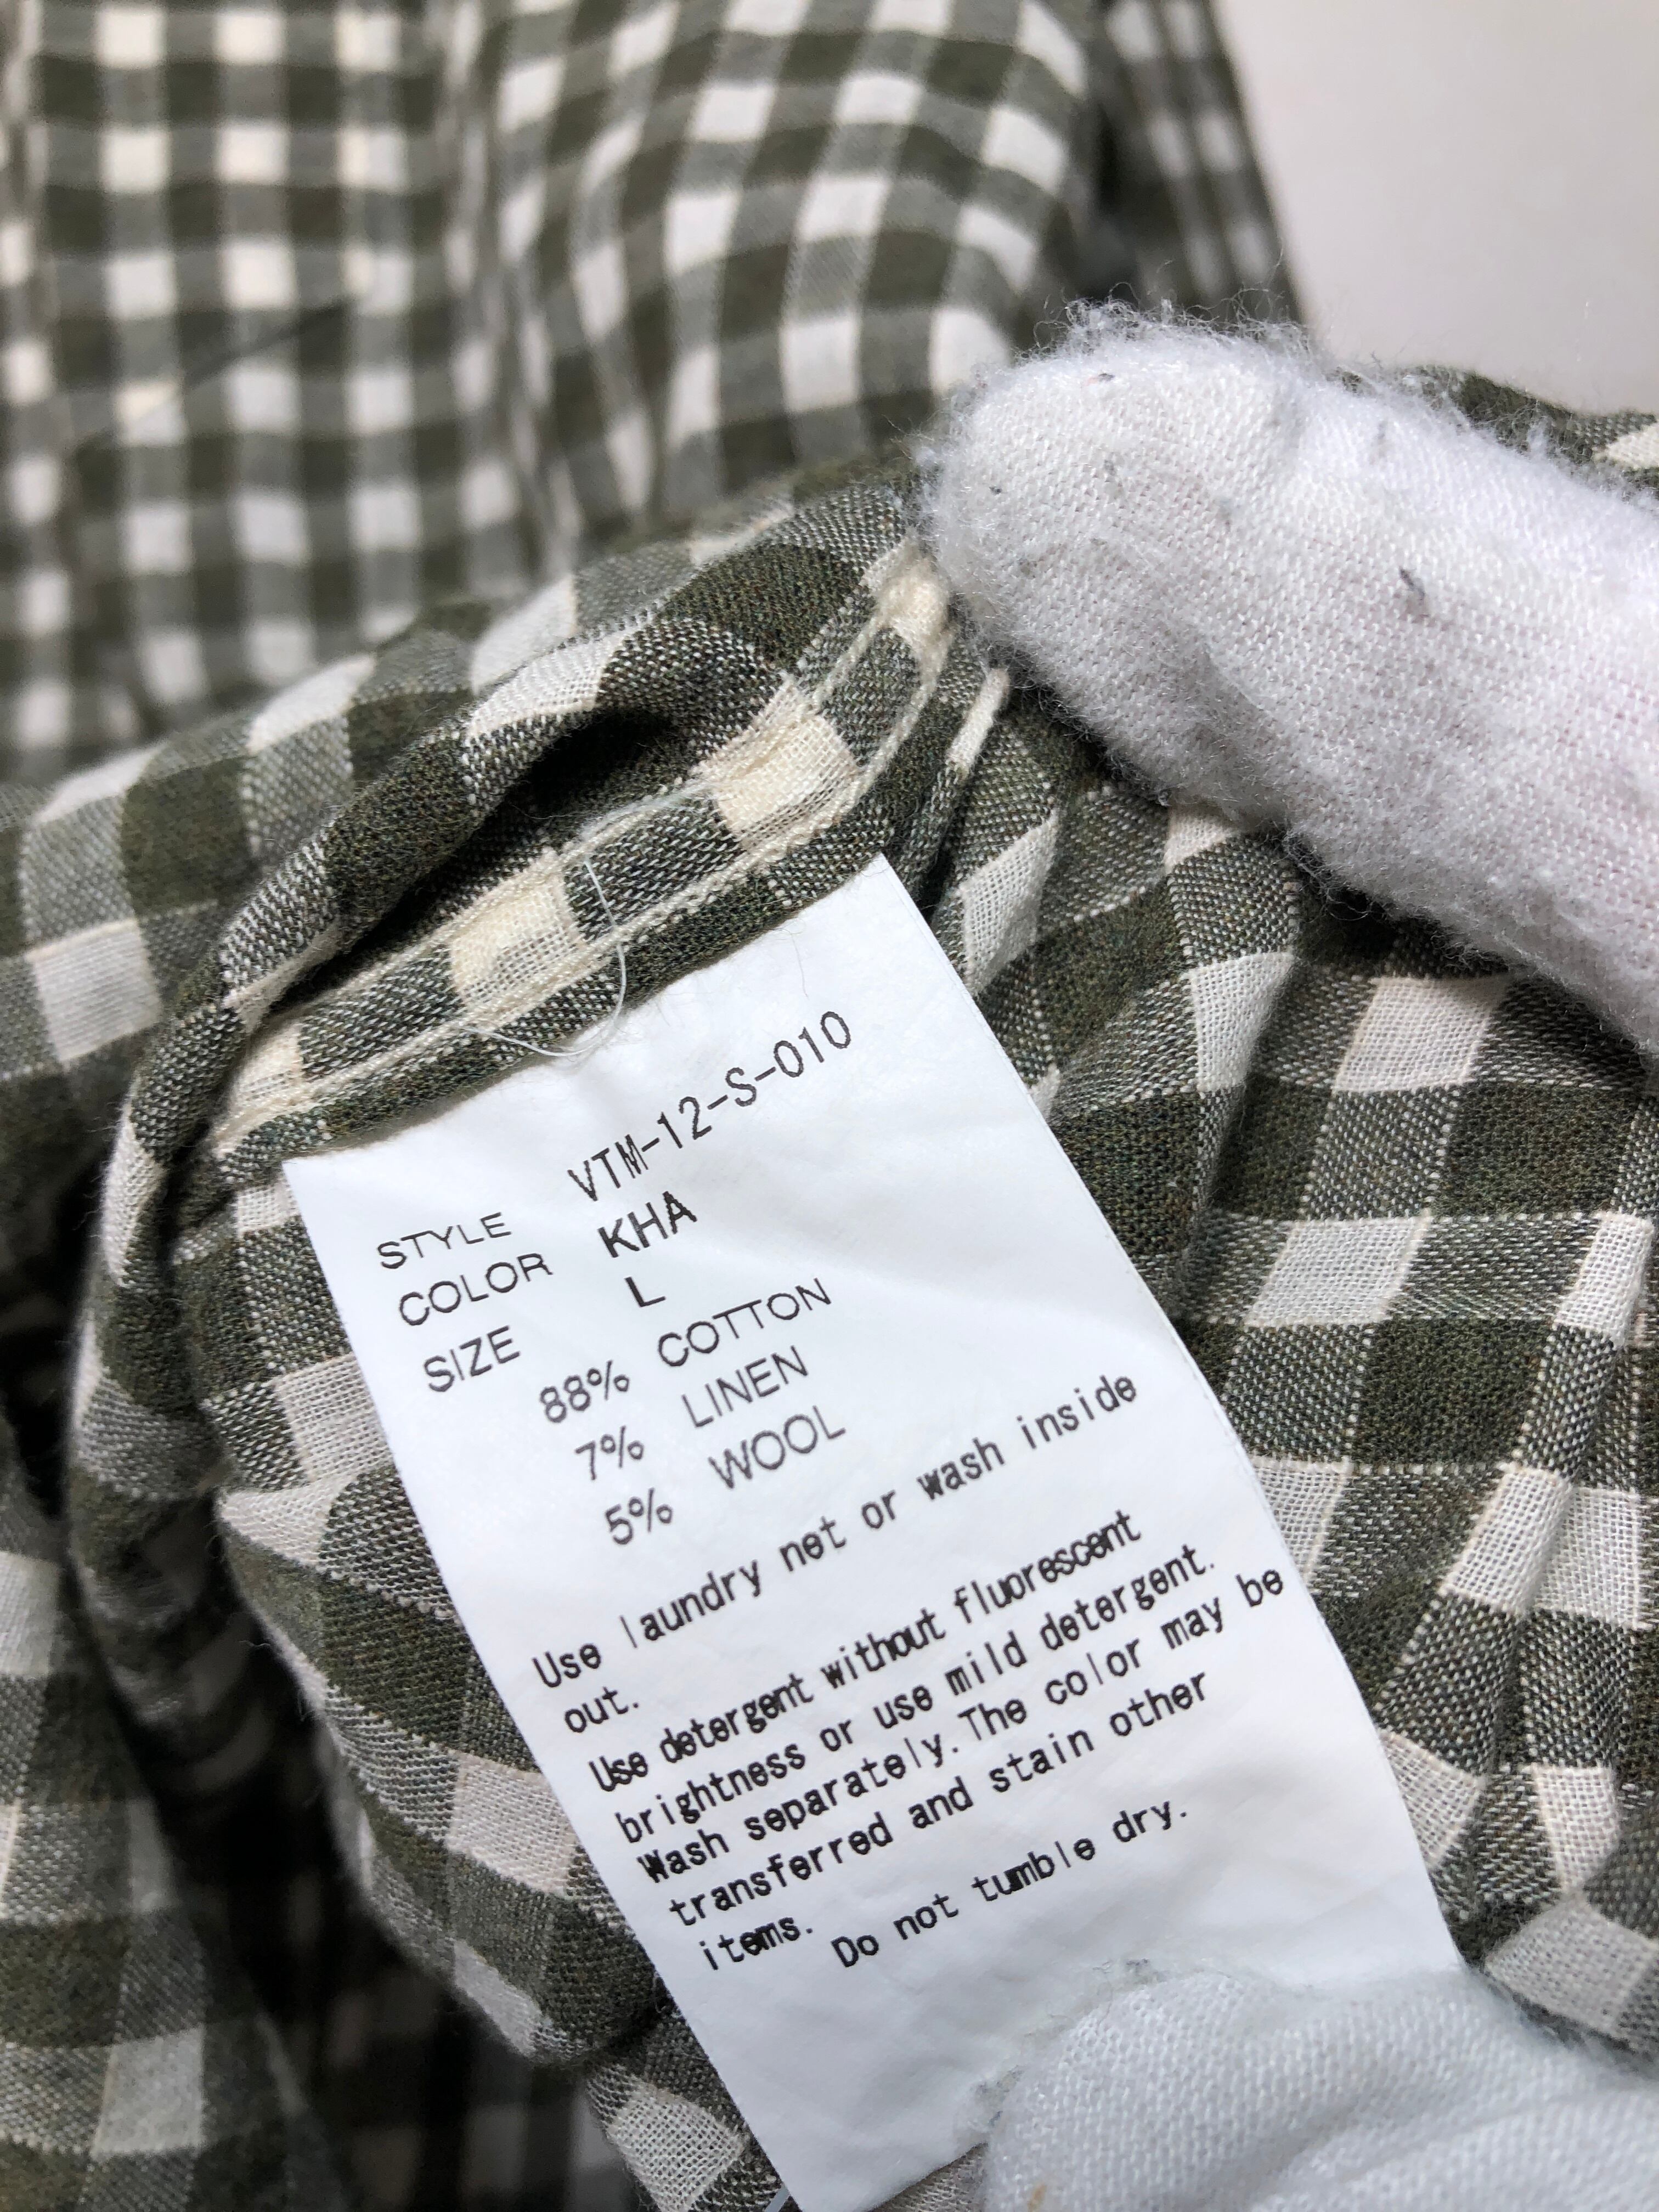 STYLE VTM-12-S-010
COLOR KHA
SIZE L
88% COTTON
7% LINEN
5% WOOL
Use laundry net or wash inside
out.
Use detergent without fluorescent
brightness or use mild detergent.
Wash separately. The color may be
transferred and stain other
items.
Do not tumble dry.